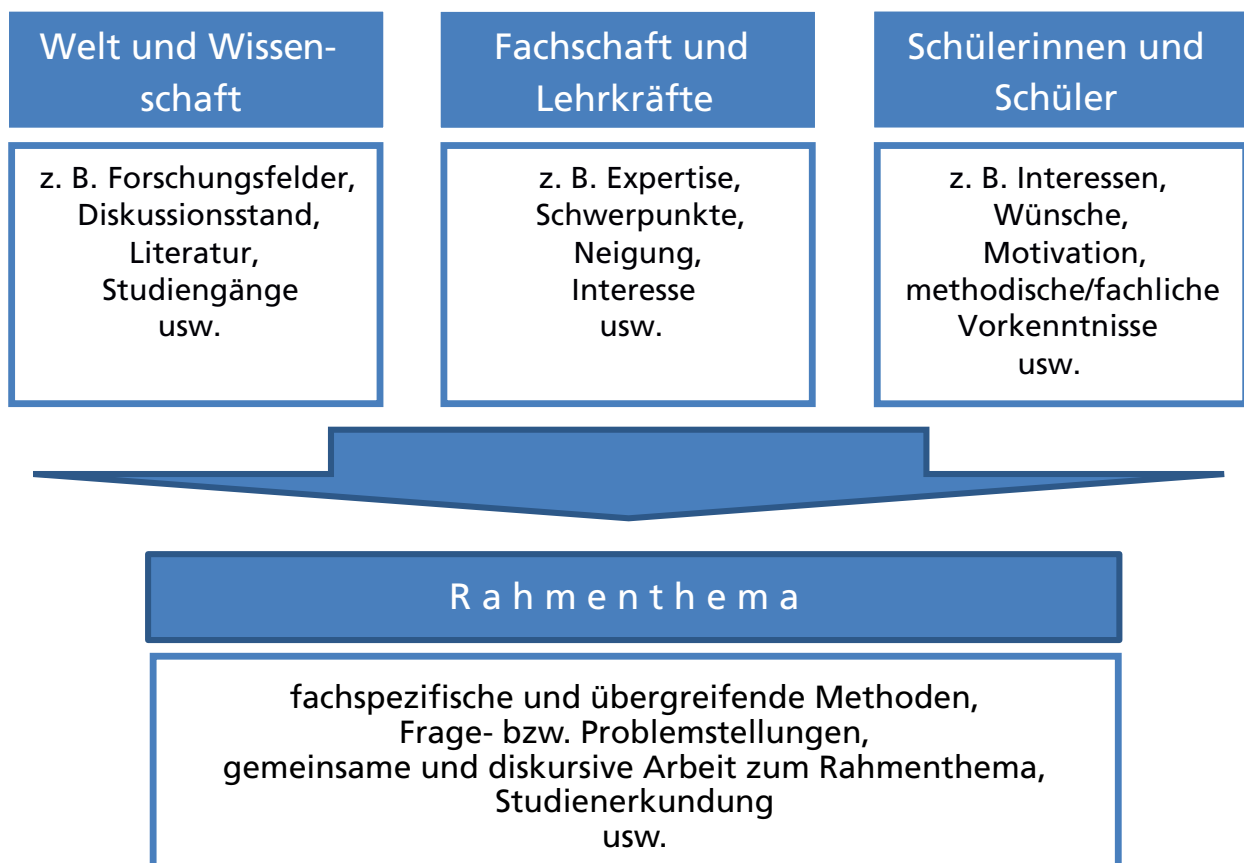 Welt und Wissen-
schaft
z. B. Forschungsfelder,
Diskussionsstand,
Literatur,
Studiengänge
usw.
Fachschaft und
Lehrkräfte
z. B. Expertise,
Schwerpunkte,
Neigung,
Interesse
usw.
Schülerinnen und
Schüler
z. B. Interessen,
Wünsche,
Motivation,
methodische/fachliche
Vorkenntnisse
usw.
Rahmenthema
fachspezifische und übergreifende Methoden,
Frage- bzw. Problemstellungen,
gemeinsame und diskursive Arbeit zum Rahmenthema,
Studienerkundung
usw.